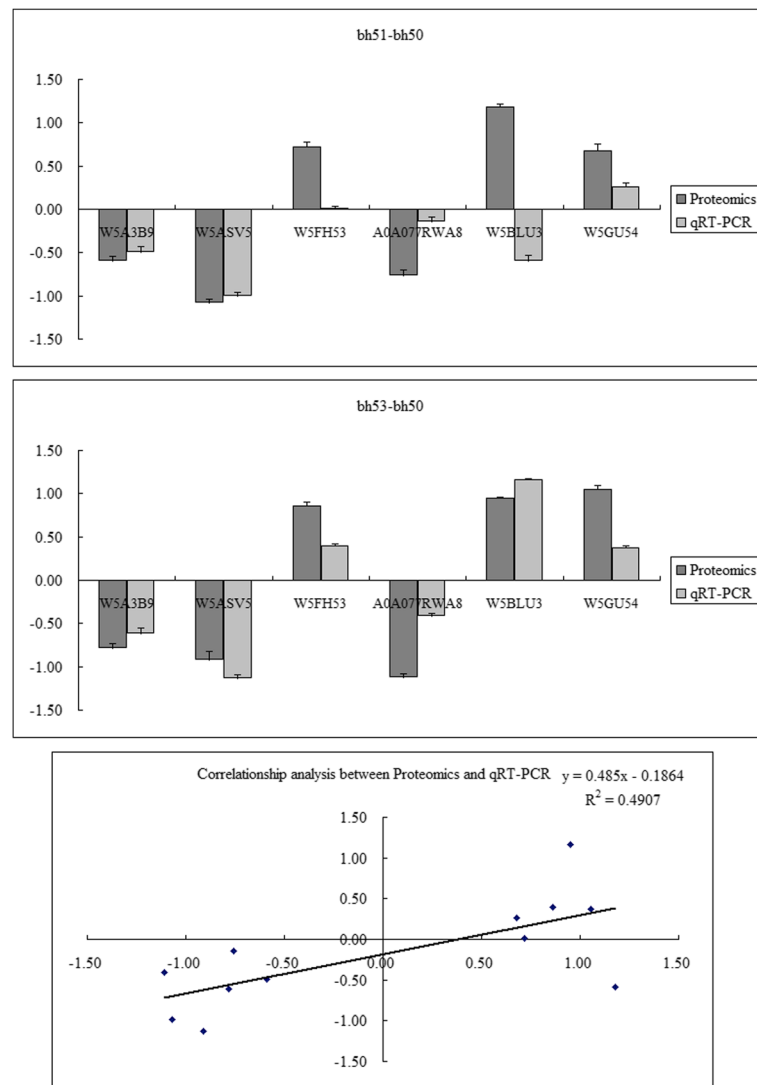 bh51-bh50
1.50
1.00
0.50
0.00
-0.50
-1.00
-1.50
W5A3B9 W5ASV5 W5FH53 A0A077RWA8 W5BLU3 W5GU54
Proteomics
qRT-PCR
bh53-bh50
1.50
1.00
0.50
0.00
-0.50
-1.00
-1.50
W5A3B9 W5ASV5 W5FH53 A0A077RWA8 W5BLU3 W5GU54
Proteomics
qRT-PCR
Correlationship analysis between Proteomics and qRT-PCR y = 0.485x - 0.1864
R² = 0.4907
1.50
1.00
0.50
0.00
-0.50
-1.00
-1.50
-1.50 -1.00 -0.50 0.00 0.50 1.00 1.50